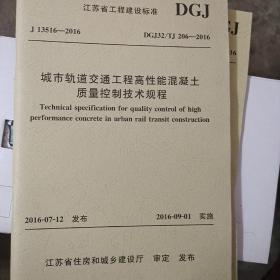 江苏省工程建设标准 DGJ
J 13516—2016 DGJ32/TJ 206—2016
城市轨道交通工程高性能混凝土
质量控制技术规程
Technical specification for quality control of high
performance concrete in urban rail transit construction
2016-07-12 发布 2016-09-01 实施
江苏省住房和城乡建设厅 审定 发布